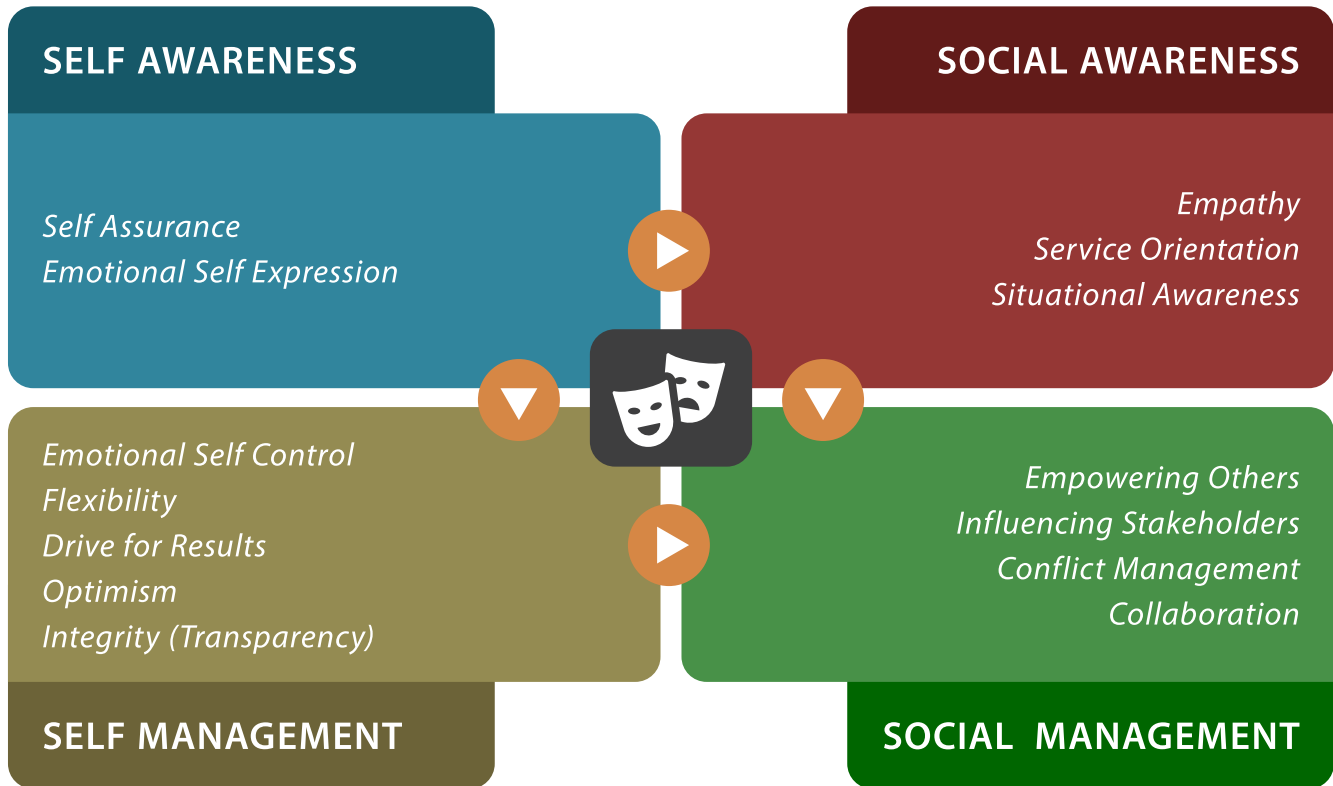 SELF AWARENESS
Self Assurance
Emotional Self Expression
SOCIAL AWARENESS
Empathy
Service Orientation
Situational Awareness
Emotional Self Control
Flexibility
Drive for Results
Optimism
Integrity (Transparency)
SELF MANAGEMENT
Empowering Others
Influencing Stakeholders
Conflict Management
Collaboration
SOCIAL MANAGEMENT